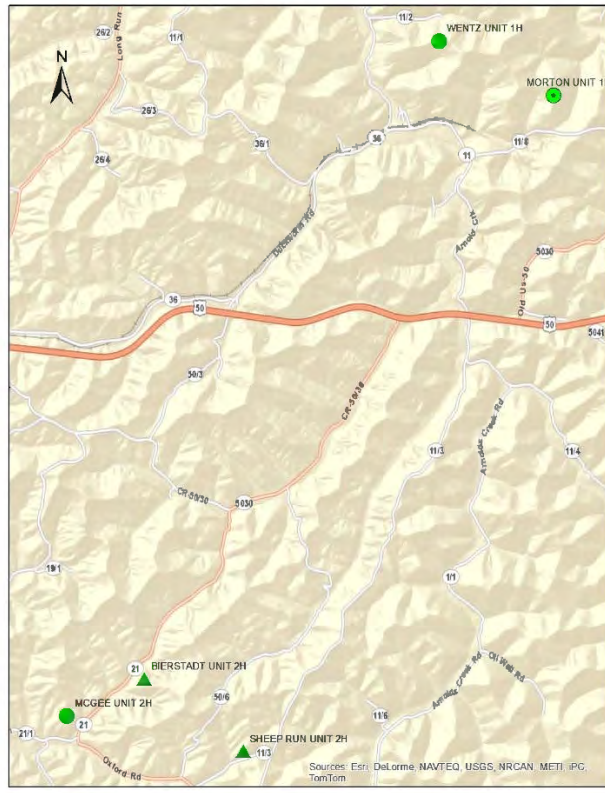 11/2
WENTZ UNIT 1H
26/2
Long Run
11/1
N
MORTON UNIT 1
26/3
36
36/1
11/8
26/4
11
Arnold Crk
5030
Old Us-50
36
50
50
5041
50/3
CR-50/30
Arnolds Creek Rd
11/3
11/4
CR-50/30
5030
19/1
1/1
21
BIERSTADT UNIT 2H
Arnolds Creek Rd
Oil Web Rd
50/6
MCGEE UNIT 2H
21
11/6
21/1
SHEEP RUN UNIT 2H
11/3
Oxford Rd
Sources: Esri, DeLorme, NAVTEQ, USGS, NRCAN, METI, iPC,
TomTom